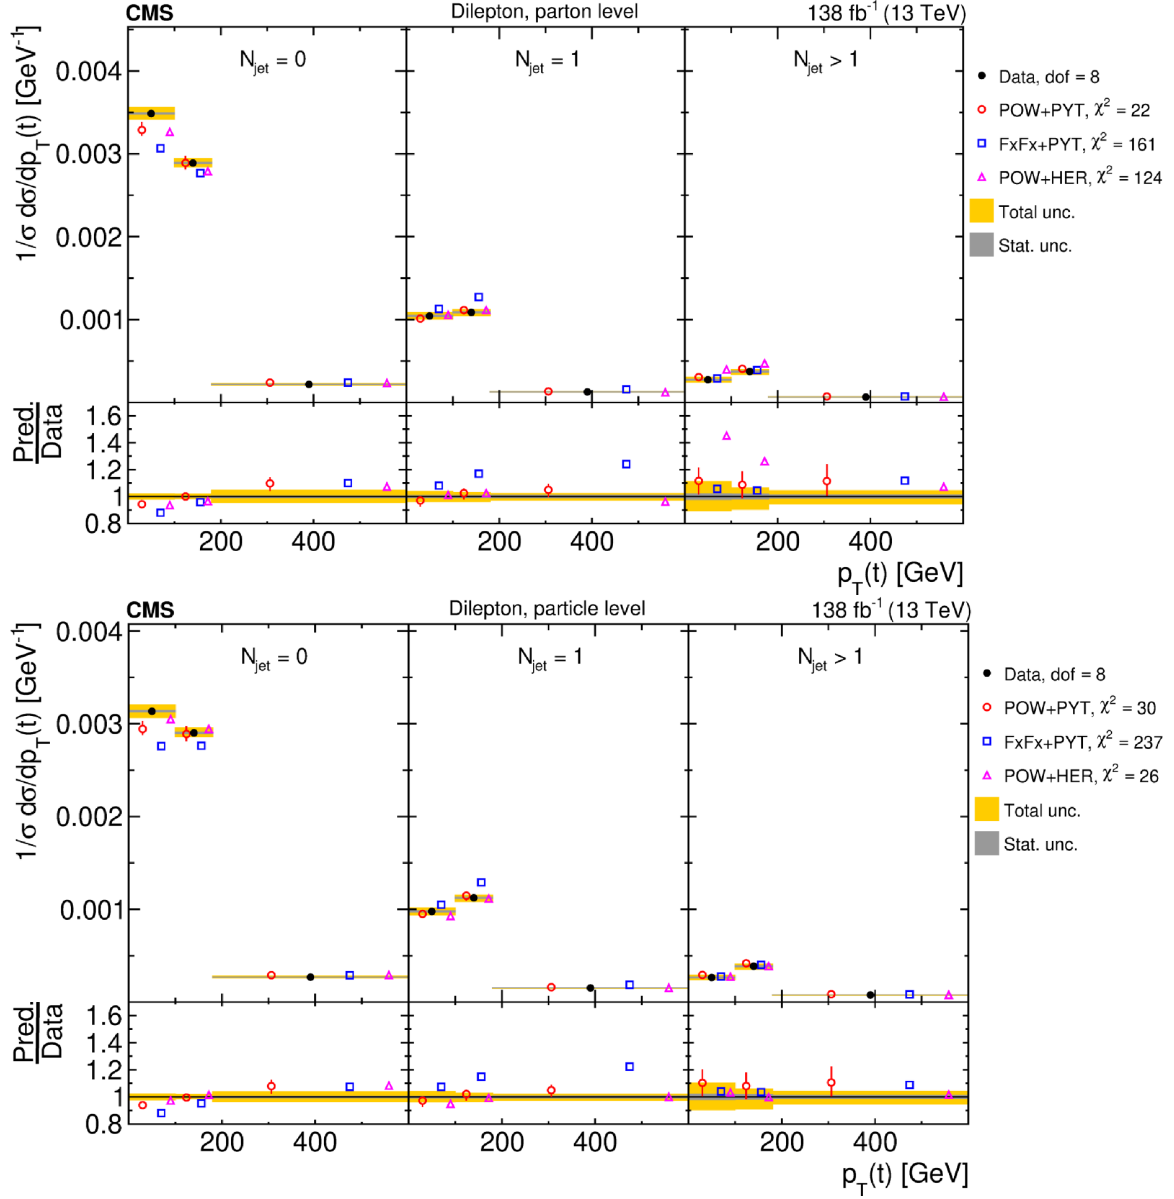 CMS Dilepton, parton level 138 fb⁻¹ (13 TeV)
1/σ dσ/dp_T(t) [GeV⁻¹]
N_jet = 0 N_jet = 1 N_jet > 1
0.004
0.003
0.002
0.001
Data, dof = 8
POW+PYT, χ² = 22
FxFx+PYT, χ² = 161
POW+HER, χ² = 124
Total unc.
Stat. unc.
Pred.
Data
1.6
1.4
1.2
1
0.8
200 400 200 400 200 400
p_T(t) [GeV]
CMS Dilepton, particle level 138 fb⁻¹ (13 TeV)
1/σ dσ/dp_T(t) [GeV⁻¹]
N_jet = 0 N_jet = 1 N_jet > 1
0.004
0.003
0.002
0.001
Data, dof = 8
POW+PYT, χ² = 30
FxFx+PYT, χ² = 237
POW+HER, χ² = 26
Total unc.
Stat. unc.
Pred.
Data
1.6
1.4
1.2
1
0.8
200 400 200 400 200 400
p_T(t) [GeV]